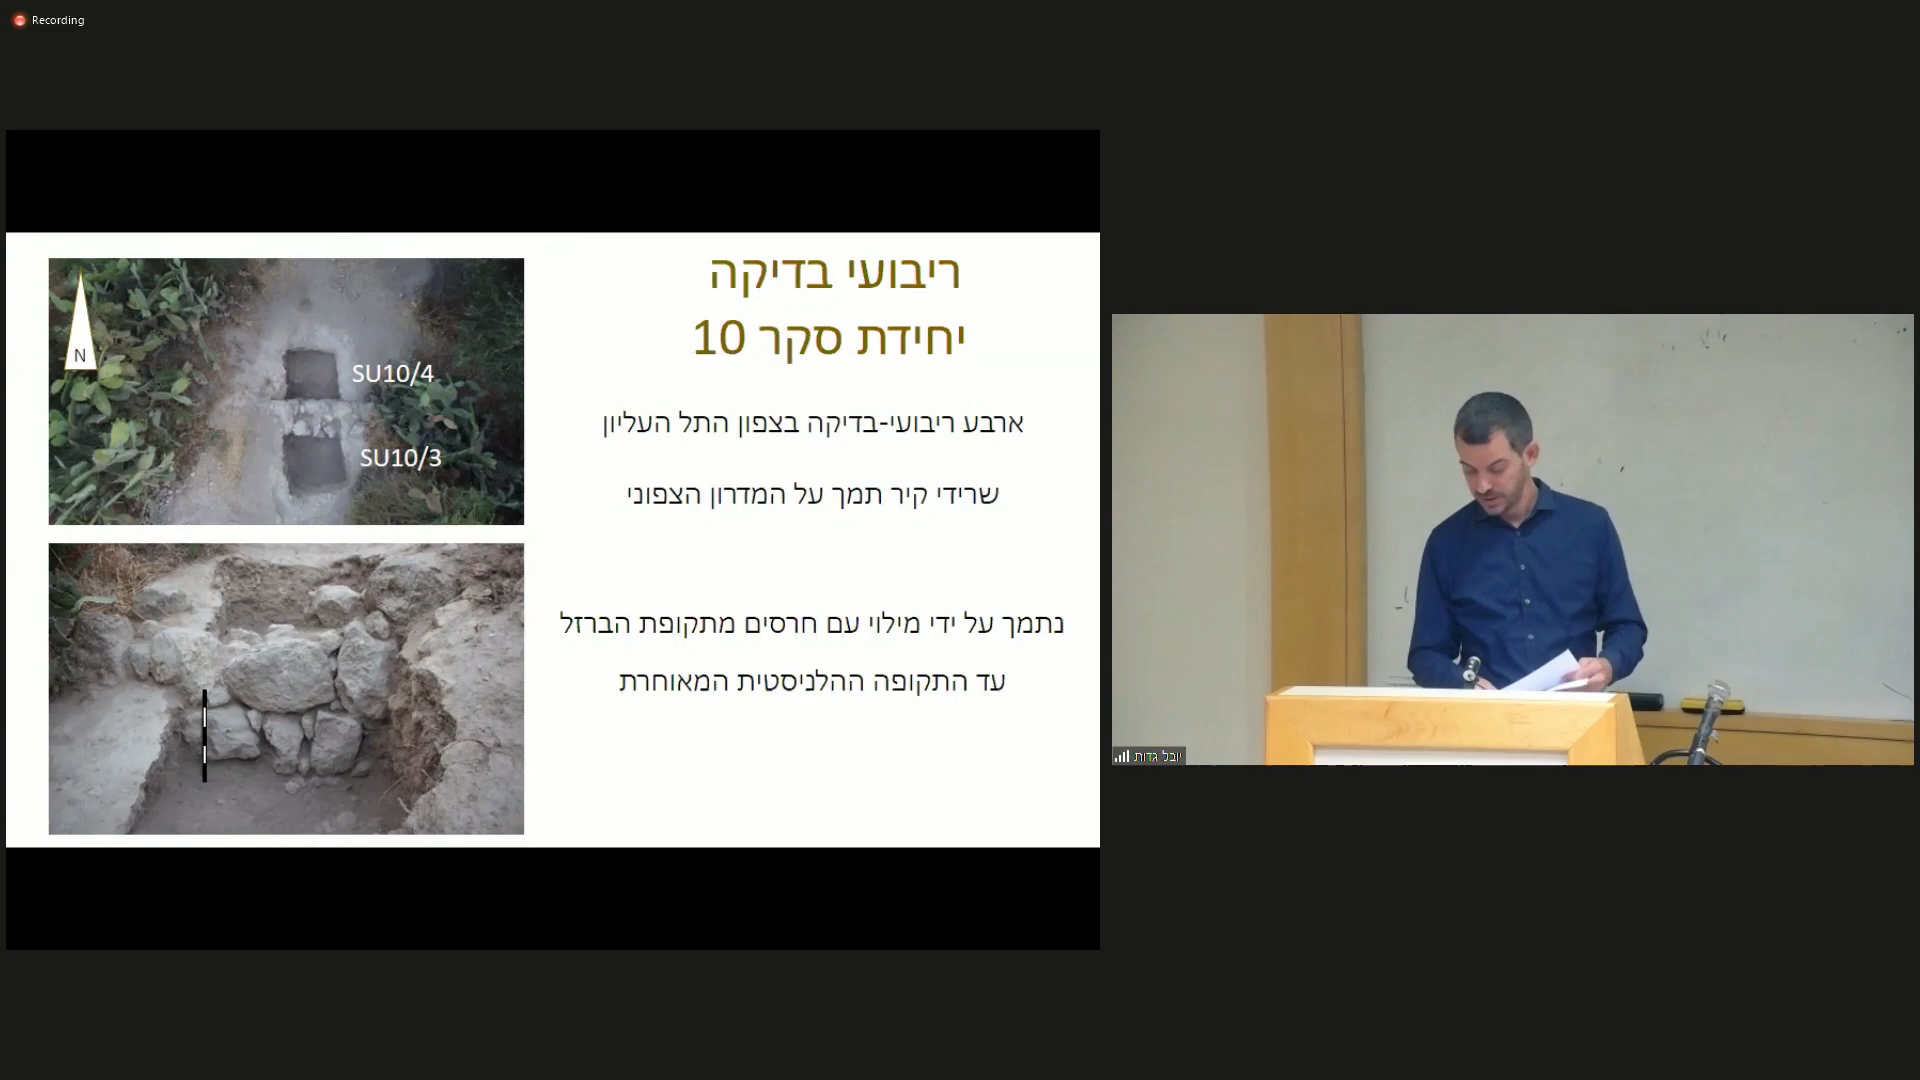 Recording
ריבועי בדיקה
יחידת סקר 10
ארבע ריבועי-בדיקה בצפון התל העליון
שרידי קיר תמך על המדרון הצפוני
נתמך על ידי מילוי עם חרסים מתקופת הברזל
עד התקופה ההלניסטית המאוחרת
N
SU10/4
SU10/3
יובל גדות